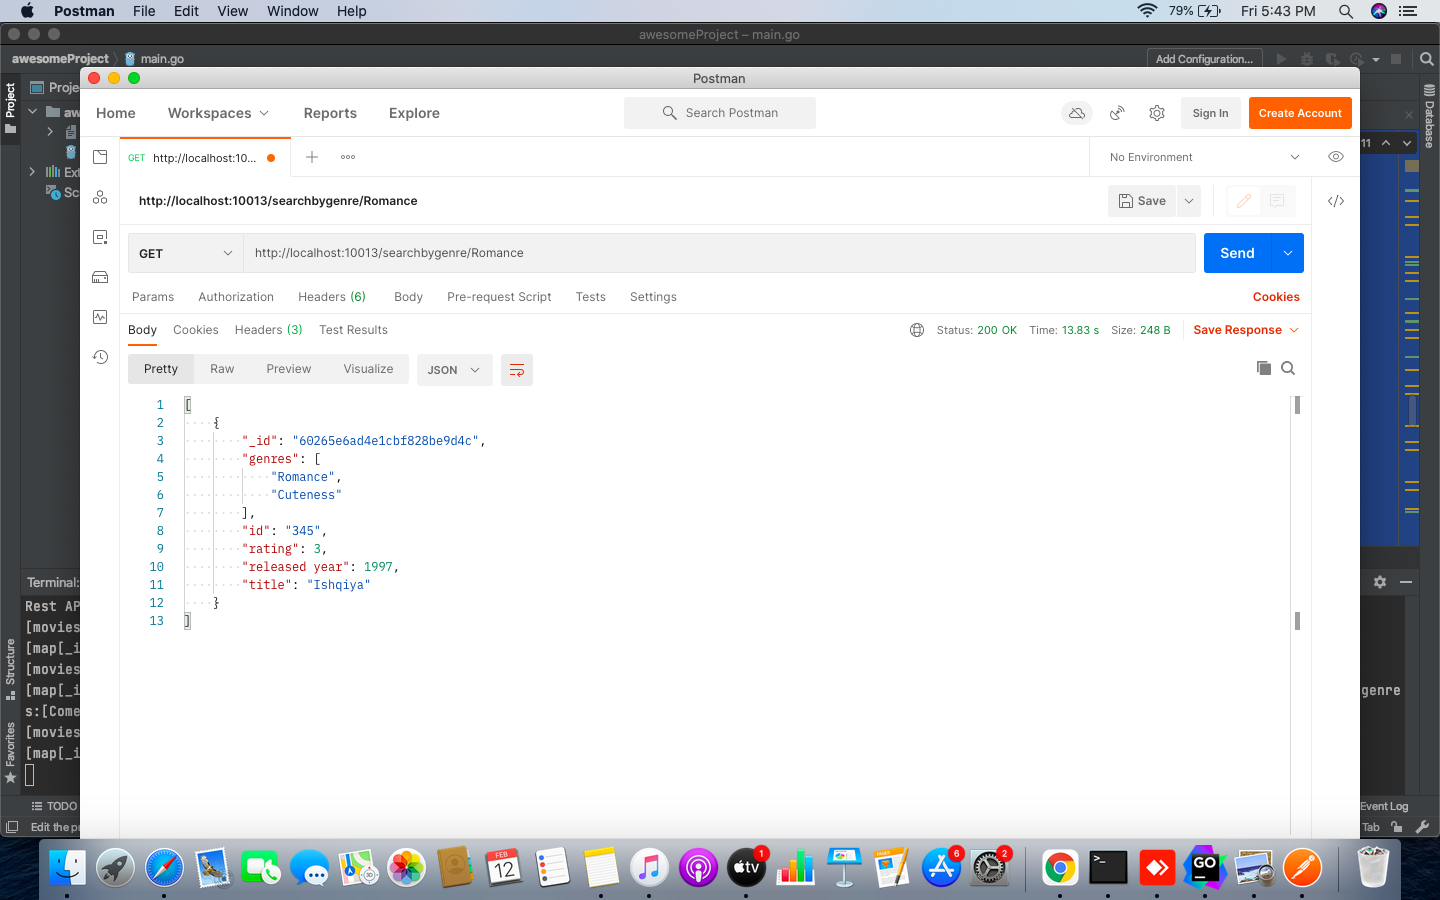 Postman File Edit View Window Help 79% Fri 5:43 PM
awesomeProject – main.go
awesomeProject main.go Add Configuration...
Postman
Project
Home Workspaces Reports Explore Search Postman Sign In Create Account
Database
GET http://localhost:10... No Environment
11
http://localhost:10013/searchbygenre/Romance Save
GET http://localhost:10013/searchbygenre/Romance Send
Params Authorization Headers (6) Body Pre-request Script Tests Settings Cookies
Body Cookies Headers (3) Test Results Status: 200 OK Time: 13.83 s Size: 248 B Save Response
Pretty Raw Preview Visualize JSON
1 [
2 {
3 "_id": "60265e6ad4e1cbf828be9d4c",
4 "genres": [
5 "Romance",
6 "Cuteness"
7 ],
8 "id": "345",
9 "rating": 3,
10 "released year": 1997,
11 "title": "Ishqiya"
12 }
13 ]
Terminal:
Rest AP
[movies
[map[_i
[movies
[map[_i genre
s:[Come
[movies
[map[_i
Structure
Favorites
TODO Event Log
Edit the pr Tab
FEB
12
30
tv
1
6
2
>_
GO